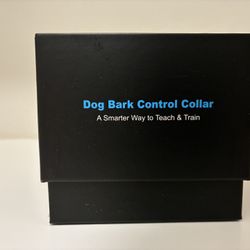 Dog Bark Control Collar
A Smarter Way to Teach & Train